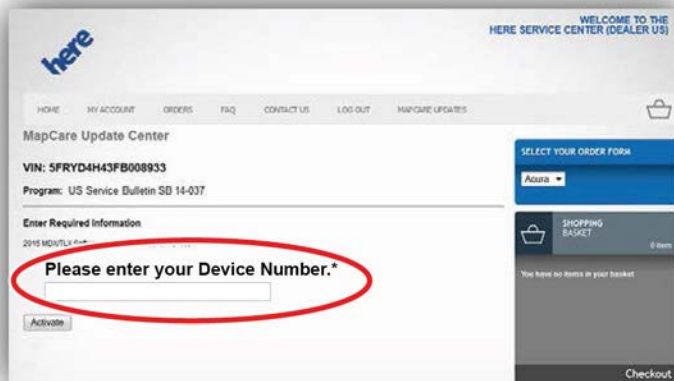 here
WELCOME TO THE
HERE SERVICE CENTER (DEALER US)
HOME MY ACCOUNT ORDERS FAQ CONTACT US LOG OUT MAPCARE UPDATES
MapCare Update Center
VIN: 5FRYD4H43FB008933
Program: US Service Bulletin SB 14-037
Enter Required Information
2015 MDX/TLX
Please enter your Device Number.*
Activate
SELECT YOUR ORDER FORM
Acura
SHOPPING
BASKET
0 item
You have no items in your basket
Checkout